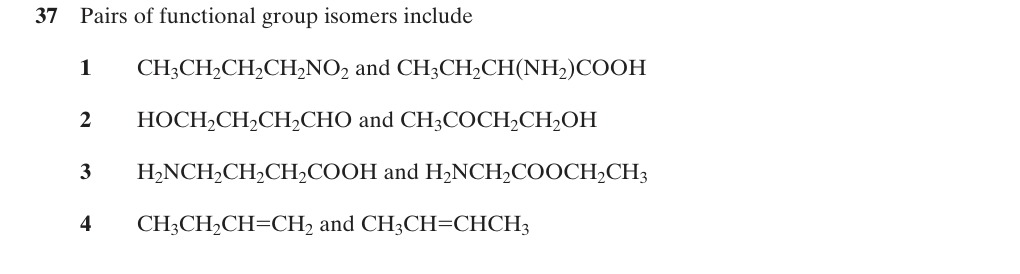 37 Pairs of functional group isomers include
1 CH₃CH₂CH₂CH₂NO₂ and CH₃CH₂CH(NH₂)COOH
2 HOCH₂CH₂CH₂CHO and CH₃COCH₂CH₂OH
3 H₂NCH₂CH₂CH₂COOH and H₂NCH₂COOCH₂CH₃
4 CH₃CH₂CH=CH₂ and CH₃CH=CHCH₃